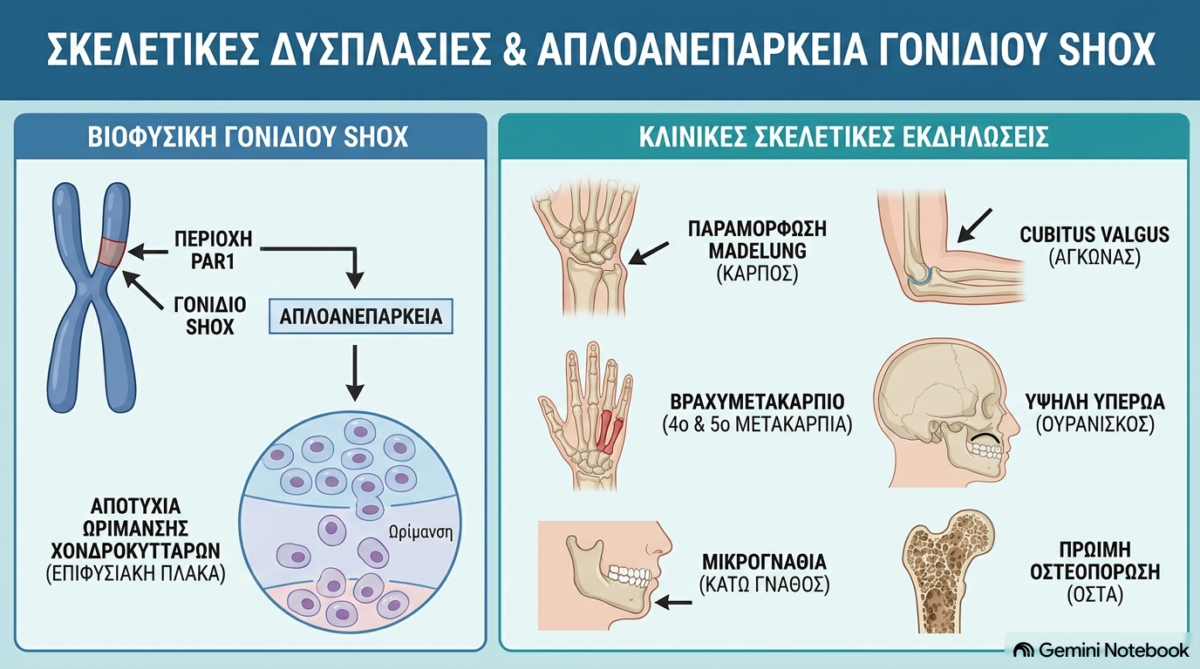 ΣΚΕΛΕΤΙΚΕΣ ΔΥΣΠΛΑΣΙΕΣ & ΑΠΛΟΑΝΕΠΑΡΚΕΙΑ ΓΟΝΙΔΙΟΥ SHOX
ΒΙΟΦΥΣΙΚΗ ΓΟΝΙΔΙΟΥ SHOX
ΠΕΡΙΟΧΗ
PAR1
ΓΟΝΙΔΙΟ
SHOX
ΑΠΛΟΑΝΕΠΑΡΚΕΙΑ
ΑΠΟΤΥΧΙΑ
ΩΡΙΜΑΝΣΗΣ
ΧΟΝΔΡΟΚΥΤΤΑΡΩΝ
(ΕΠΙΦΥΣΙΑΚΗ ΠΛΑΚΑ)
Ωρίμανση
ΚΛΙΝΙΚΕΣ ΣΚΕΛΕΤΙΚΕΣ ΕΚΔΗΛΩΣΕΙΣ
ΠΑΡΑΜΟΡΦΩΣΗ
MADELUNG
(ΚΑΡΠΟΣ)
CUBITUS VALGUS
(ΑΓΚΩΝΑΣ)
ΒΡΑΧΥΜΕΤΑΚΑΡΠΙΟ
(4ο & 5ο ΜΕΤΑΚΑΡΠΙΑ)
ΥΨΗΛΗ ΥΠΕΡΩΑ
(ΟΥΡΑΝΙΣΚΟΣ)
ΜΙΚΡΟΓΝΑΘΙΑ
(ΚΑΤΩ ΓΝΑΘΟΣ)
ΠΡΩΙΜΗ
ΟΣΤΕΟΠΟΡΩΣΗ
(ΟΣΤΑ)
Gemini Notebook